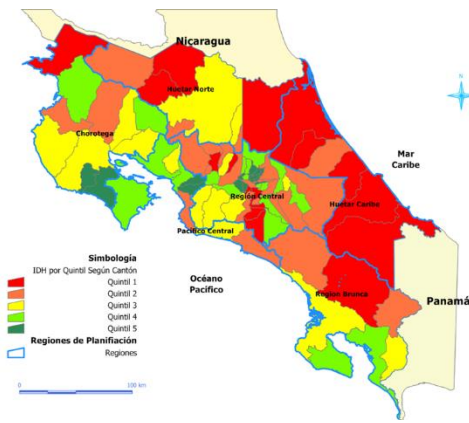 Nicaragua
N
Huetar Norte
Chorotega
Mar
Caribe
Región Central
Huetar Caribe
Pacífico Central
Océano
Pacífico
Región Brunca
Panamá
Simbología
IDH por Quintil Según Cantón
Quintil 1
Quintil 2
Quintil 3
Quintil 4
Quintil 5
Regiones de Planifiación
Regiones
0 100 km